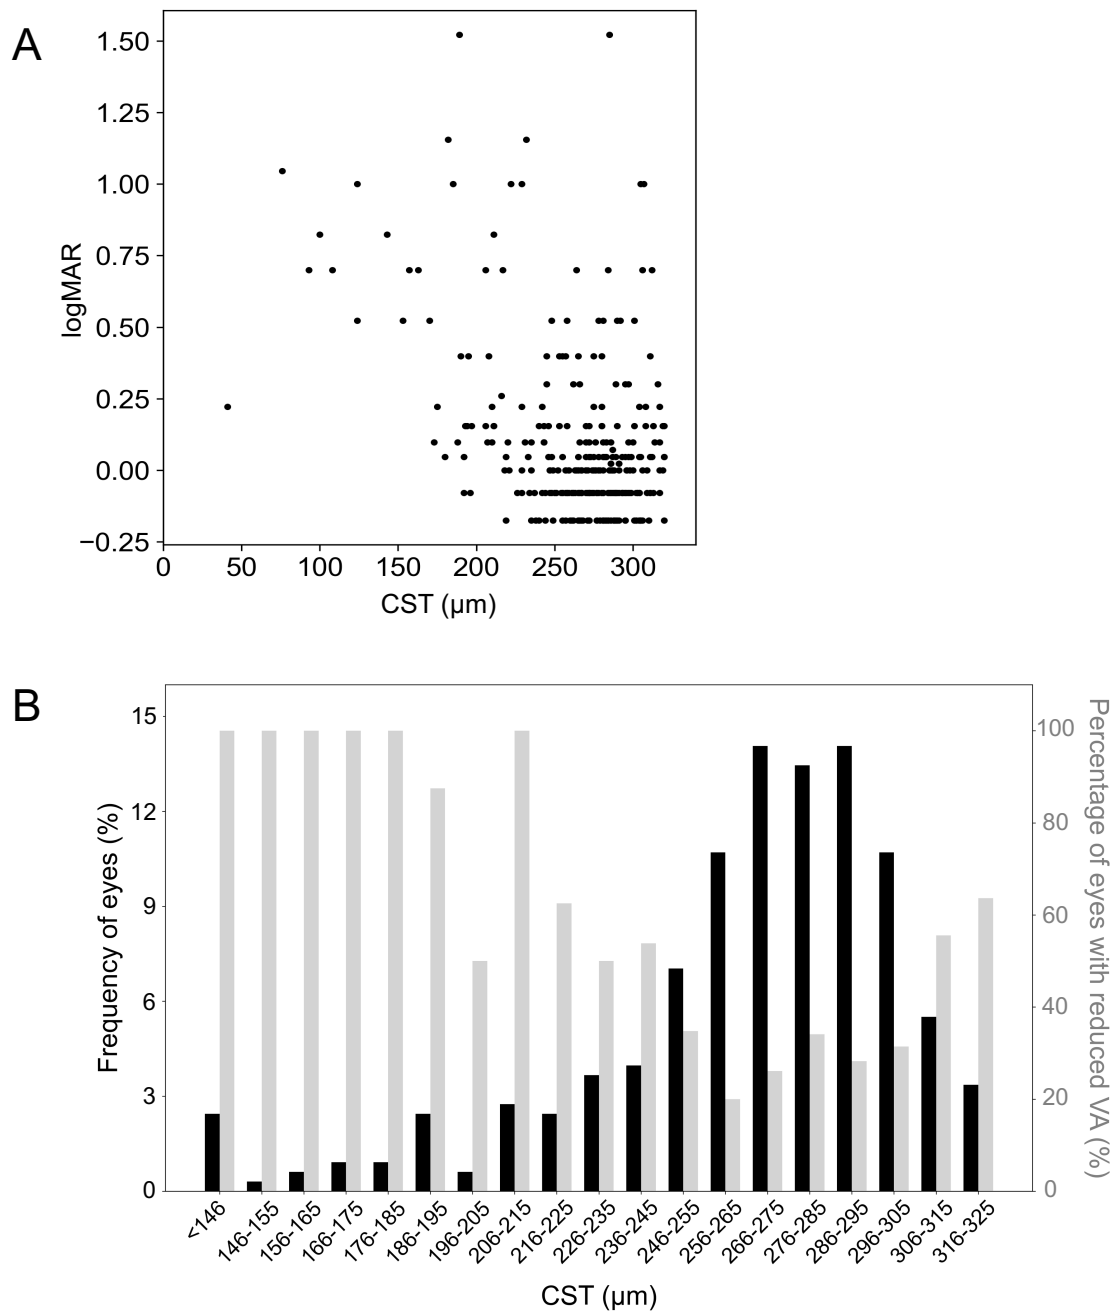 A
1.50
1.25
1.00
0.75
0.50
0.25
0.00
−0.25
logMAR
0 50 100 150 200 250 300
CST (μm)
B
15
12
9
6
3
0
Frequency of eyes (%)
100
80
60
40
20
0
Percentage of eyes with reduced VA (%)
<146 146-155 156-165 166-175 176-185 186-195 196-205 206-215 216-225 226-235 236-245 246-255 256-265 266-275 276-285 286-295 296-305 306-315 316-325
CST (μm)